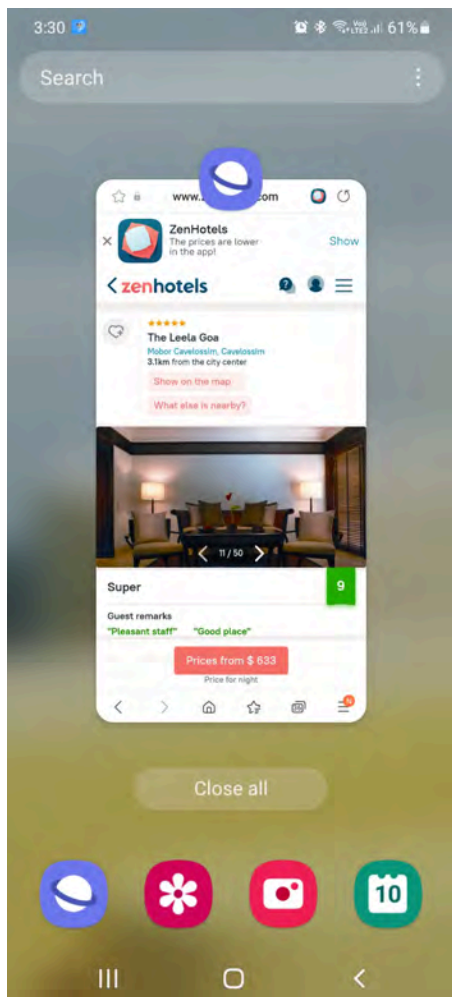 3:30
61%
Search
www.
om
ZenHotels
The prices are lower
in the app!
Show
zenhotels
The Leela Goa
Mobor Cavelossim, Cavelossim
3.1km from the city center
Show on the map
What else is nearby?
11/50
Super
9
Guest remarks
"Pleasant staff" "Good place"
Prices from $ 633
Price for night
Close all
10